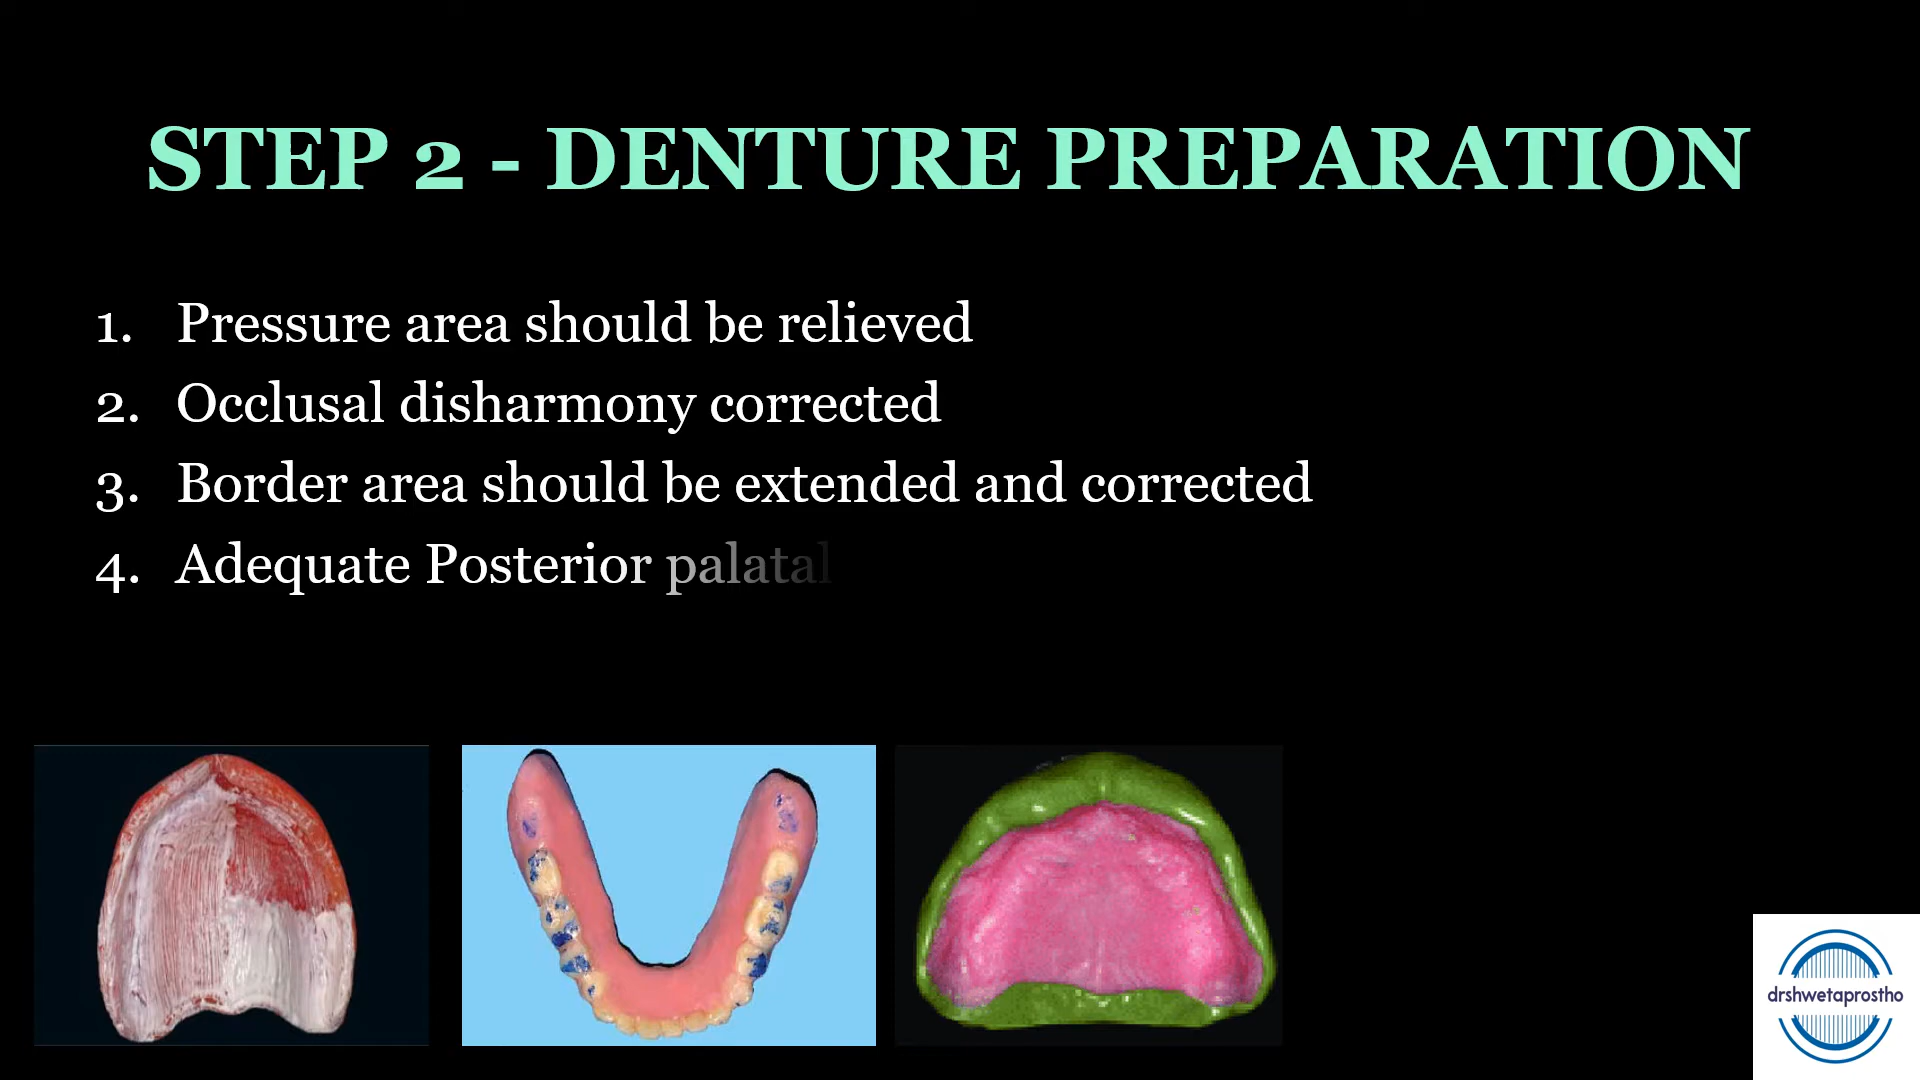 STEP 2 - DENTURE PREPARATION
1. Pressure area should be relieved
2. Occlusal disharmony corrected
3. Border area should be extended and corrected
4. Adequate Posterior palatal
drshwetaprostho